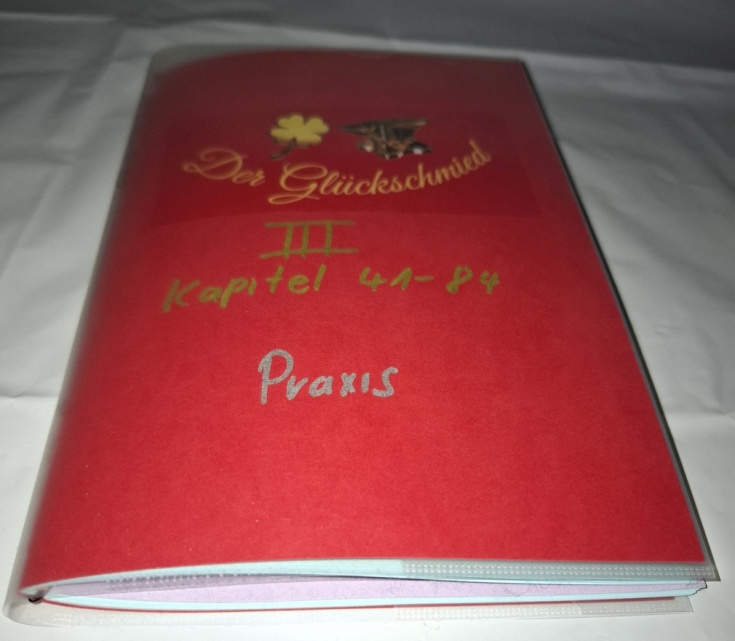 Der Glückschmied
III
Kapitel 41-84
Praxis